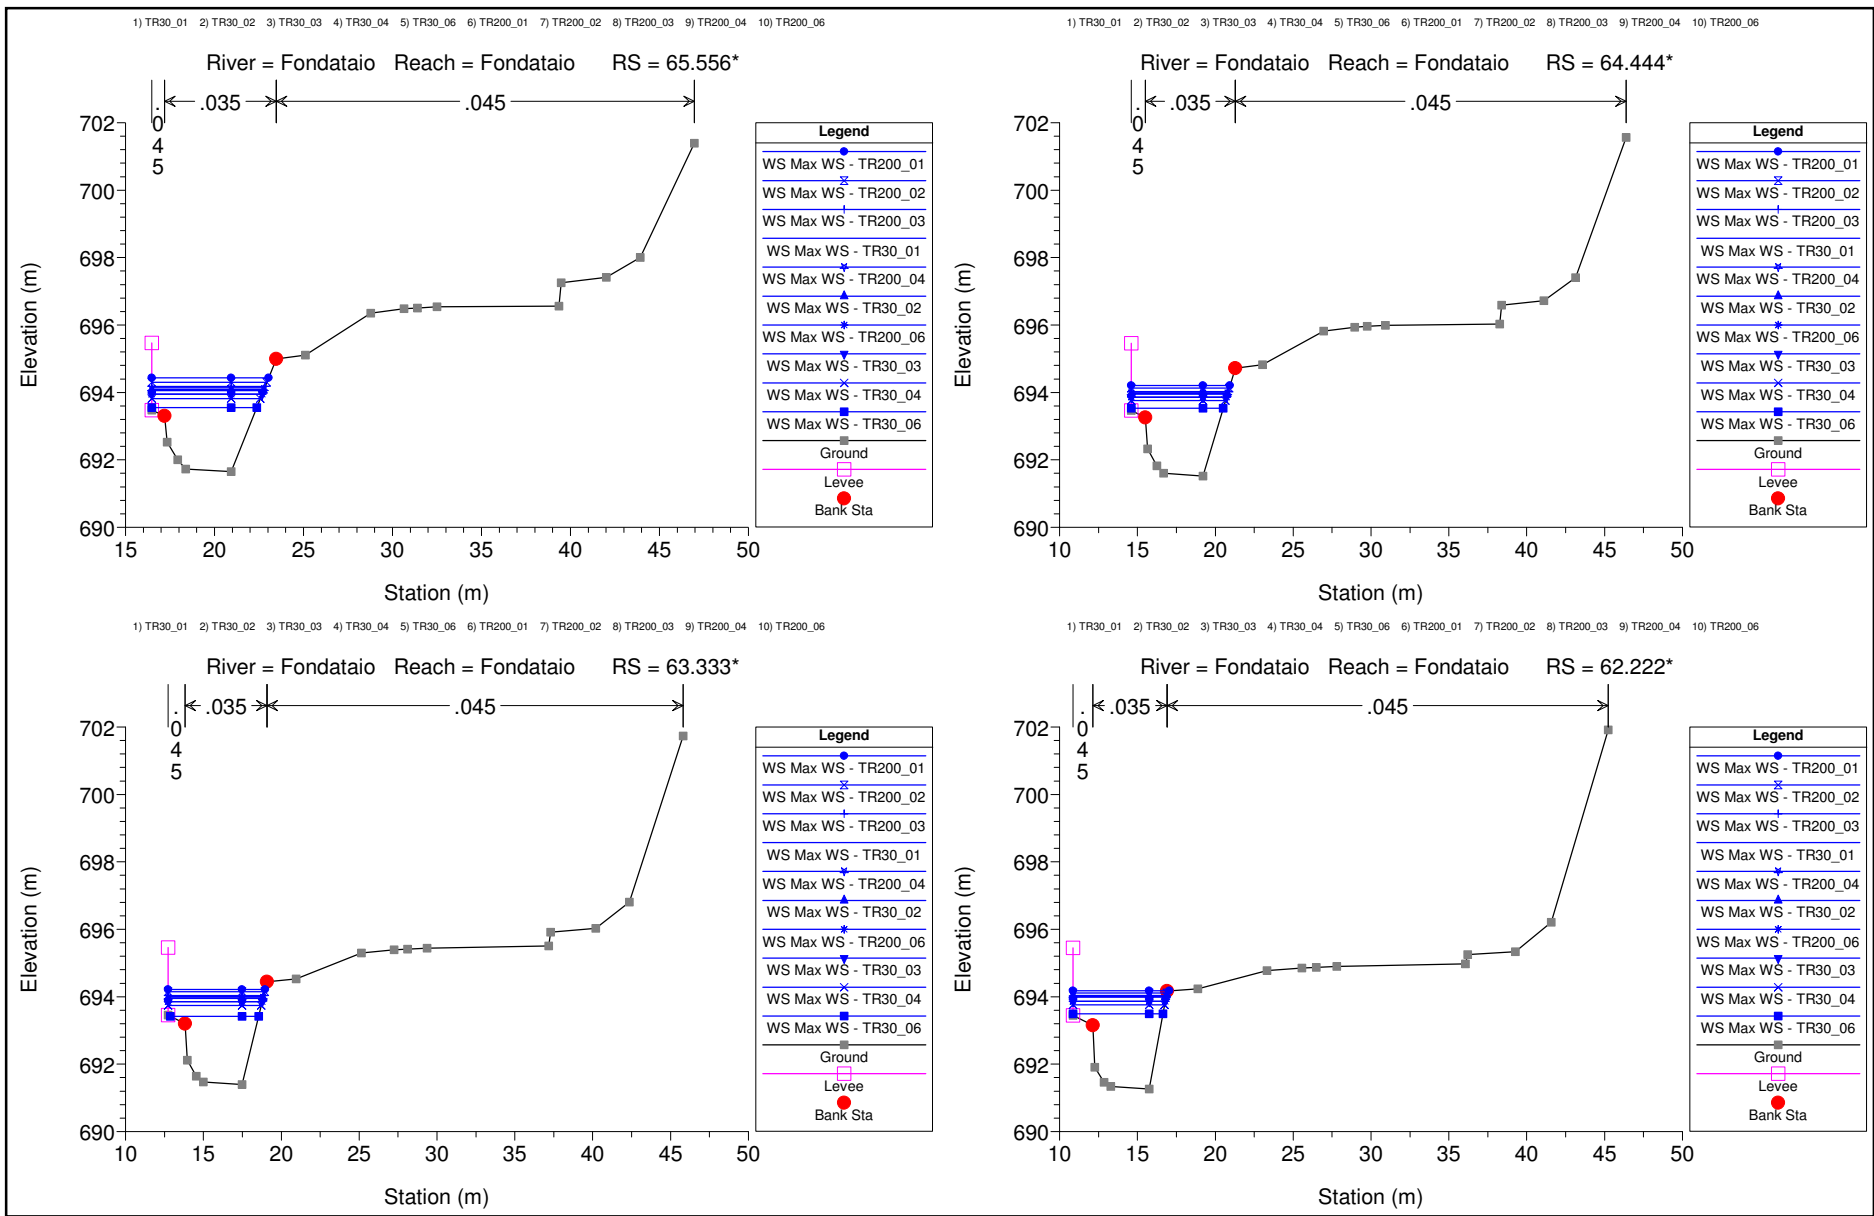 1) TR30_01 2) TR30_02 3) TR30_03 4) TR30_04 5) TR30_06 6) TR200_01 7) TR200_02 8) TR200_03 9) TR200_04 10) TR200_06
River = Fondataio Reach = Fondataio RS = 65.556*
.045
.035
.045
Elevation (m)
702
700
698
696
694
692
690
15 20 25 30 35 40 45 50
Station (m)
Legend
WS Max WS - TR200_01
WS Max WS - TR200_02
WS Max WS - TR200_03
WS Max WS - TR30_01
WS Max WS - TR200_04
WS Max WS - TR30_02
WS Max WS - TR200_06
WS Max WS - TR30_03
WS Max WS - TR30_04
WS Max WS - TR30_06
Ground
Levee
Bank Sta
1) TR30_01 2) TR30_02 3) TR30_03 4) TR30_04 5) TR30_06 6) TR200_01 7) TR200_02 8) TR200_03 9) TR200_04 10) TR200_06
River = Fondataio Reach = Fondataio RS = 64.444*
.045
.035
.045
Elevation (m)
702
700
698
696
694
692
690
10 15 20 25 30 35 40 45 50
Station (m)
Legend
WS Max WS - TR200_01
WS Max WS - TR200_02
WS Max WS - TR200_03
WS Max WS - TR30_01
WS Max WS - TR200_04
WS Max WS - TR30_02
WS Max WS - TR200_06
WS Max WS - TR30_03
WS Max WS - TR30_04
WS Max WS - TR30_06
Ground
Levee
Bank Sta
1) TR30_01 2) TR30_02 3) TR30_03 4) TR30_04 5) TR30_06 6) TR200_01 7) TR200_02 8) TR200_03 9) TR200_04 10) TR200_06
River = Fondataio Reach = Fondataio RS = 63.333*
.045
.035
.045
Elevation (m)
702
700
698
696
694
692
690
10 15 20 25 30 35 40 45 50
Station (m)
Legend
WS Max WS - TR200_01
WS Max WS - TR200_02
WS Max WS - TR200_03
WS Max WS - TR30_01
WS Max WS - TR200_04
WS Max WS - TR30_02
WS Max WS - TR200_06
WS Max WS - TR30_03
WS Max WS - TR30_04
WS Max WS - TR30_06
Ground
Levee
Bank Sta
1) TR30_01 2) TR30_02 3) TR30_03 4) TR30_04 5) TR30_06 6) TR200_01 7) TR200_02 8) TR200_03 9) TR200_04 10) TR200_06
River = Fondataio Reach = Fondataio RS = 62.222*
.045
.035
.045
Elevation (m)
702
700
698
696
694
692
690
10 15 20 25 30 35 40 45 50
Station (m)
Legend
WS Max WS - TR200_01
WS Max WS - TR200_02
WS Max WS - TR200_03
WS Max WS - TR30_01
WS Max WS - TR200_04
WS Max WS - TR30_02
WS Max WS - TR200_06
WS Max WS - TR30_03
WS Max WS - TR30_04
WS Max WS - TR30_06
Ground
Levee
Bank Sta